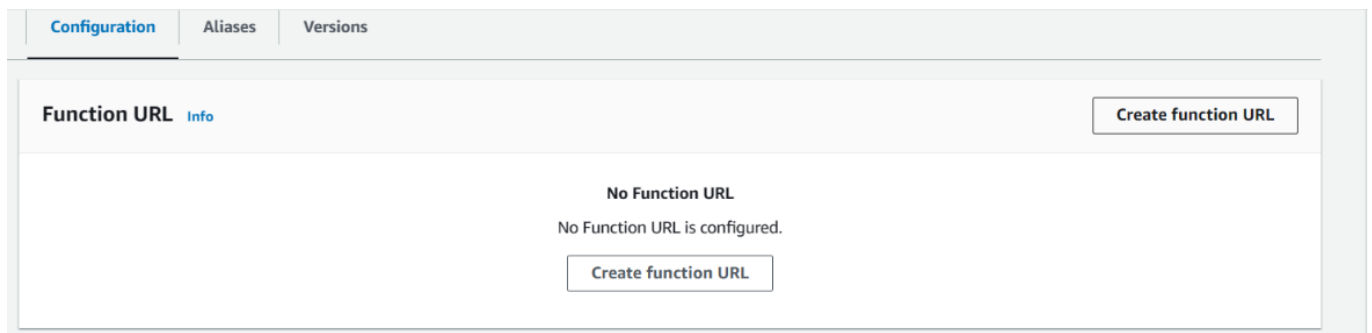 Configuration Aliases Versions
Function URL Info Create function URL
No Function URL
No Function URL is configured.
Create function URL